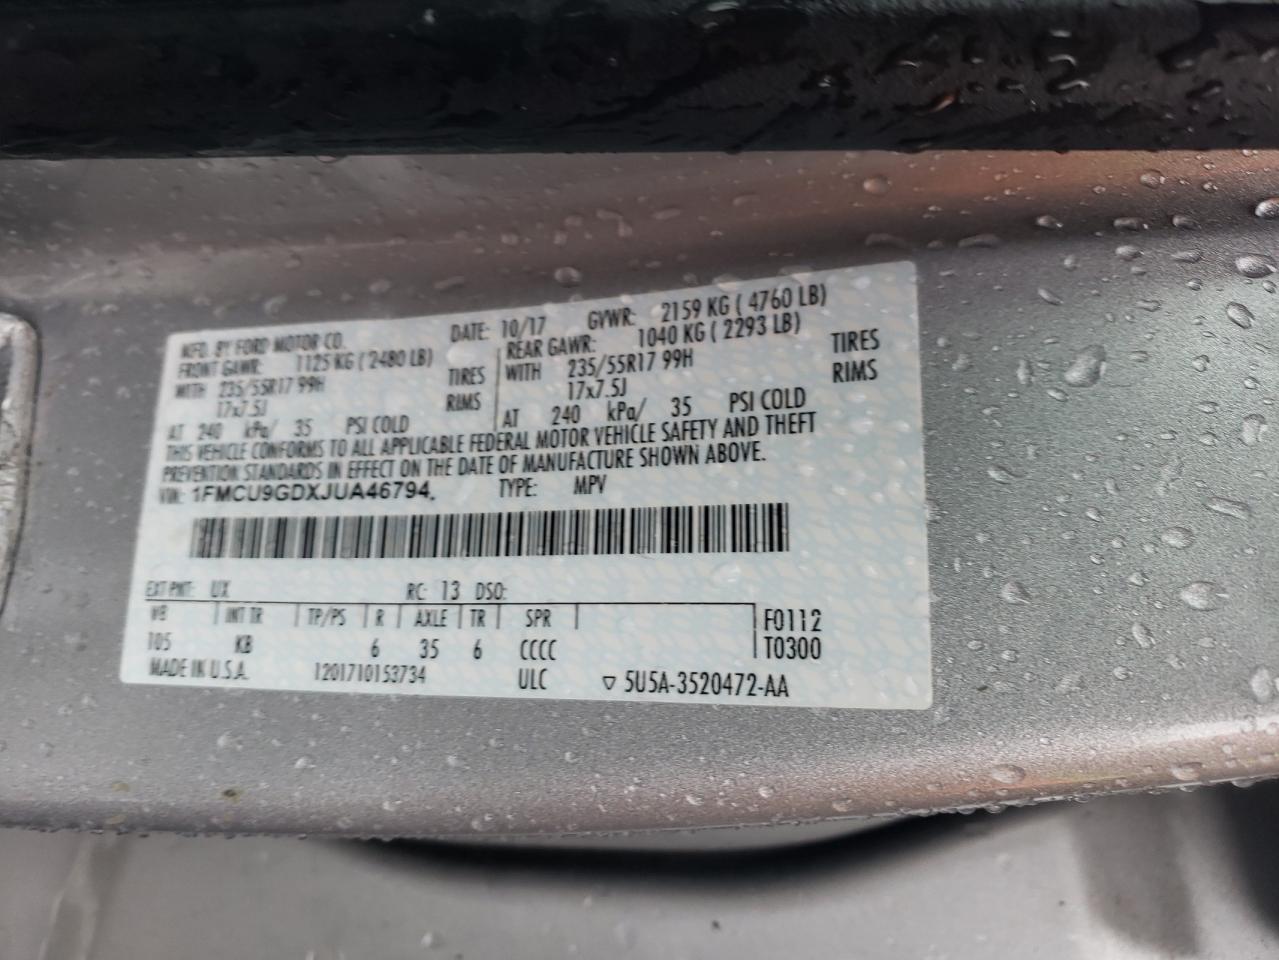 MFD. BY FORD MOTOR CO. DATE: 10/17 GVWR: 2159 KG ( 4760 LB)
FRONT GAWR: 1125 KG ( 2480 LB) REAR GAWR: 1040 KG ( 2293 LB)
WITH 235/55R17 99H TIRES WITH 235/55R17 99H TIRES
17x7.5J RIMS 17x7.5J RIMS
AT 240 kPa/ 35 PSI COLD AT 240 kPa/ 35 PSI COLD
THIS VEHICLE CONFORMS TO ALL APPLICABLE FEDERAL MOTOR VEHICLE SAFETY AND THEFT
PREVENTION STANDARDS IN EFFECT ON THE DATE OF MANUFACTURE SHOWN ABOVE.
VIN: 1FMCU9GDXJUA46794 TYPE: MPV
EXT PNT: UX RC: 13 DSO:
WB INT TR TP/PS R AXLE TR SPR F0112
105 KB 6 35 6 CCCC T0300
MADE IN U.S.A. 1201710153734 ULC ▽ 5U5A-3520472-AA